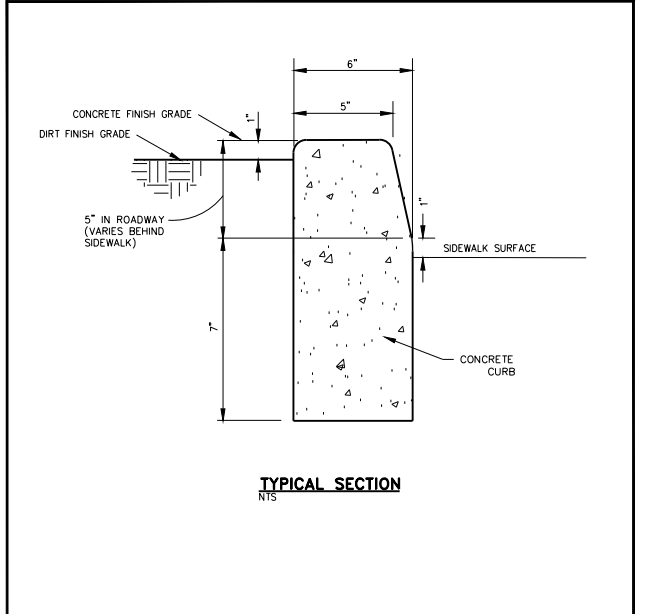 6"
5"
1"
CONCRETE FINISH GRADE
DIRT FINISH GRADE
1"
5" IN ROADWAY
(VARIES BEHIND
SIDEWALK)
SIDEWALK SURFACE
7"
CONCRETE
CURB
TYPICAL SECTION
NTS